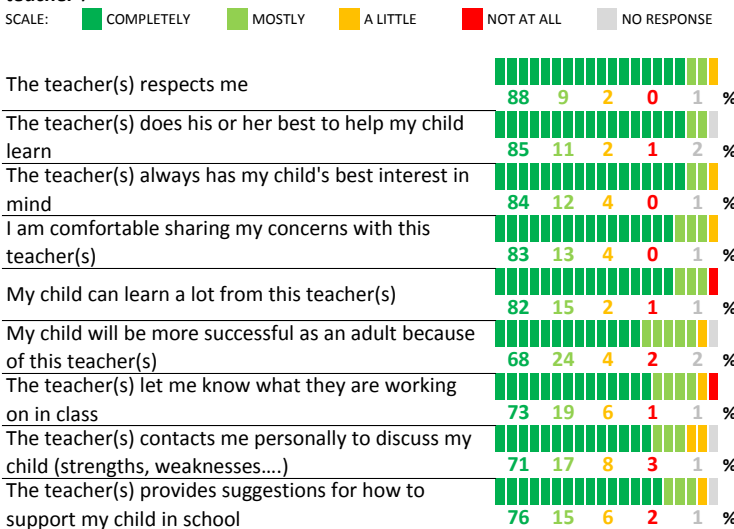 teacher?
SCALE: COMPLETELY MOSTLY A LITTLE NOT AT ALL NO RESPONSE
The teacher(s) respects me
88 9 2 0 1 %
The teacher(s) does his or her best to help my child
learn
85 11 2 1 2 %
The teacher(s) always has my child's best interest in
mind
84 12 4 0 1 %
I am comfortable sharing my concerns with this
teacher(s)
83 13 4 0 1 %
My child can learn a lot from this teacher(s)
82 15 2 1 1 %
My child will be more successful as an adult because
of this teacher(s)
68 24 4 2 2 %
The teacher(s) let me know what they are working
on in class
73 19 6 1 1 %
The teacher(s) contacts me personally to discuss my
child (strengths, weaknesses....)
71 17 8 3 1 %
The teacher(s) provides suggestions for how to
support my child in school
76 15 6 2 1 %